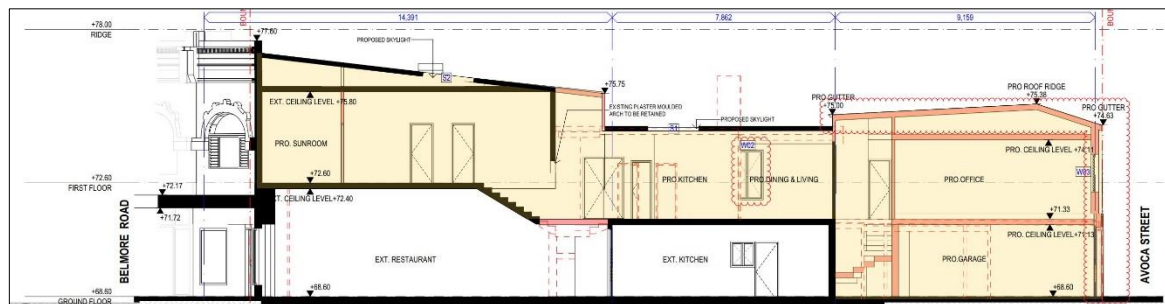 14,391
7,862
9,159
+78.00
RIDGE
+77.60
PROPOSED SKYLIGHT
S2
+75.75
PRO.GUTTER
+75.00
PRO ROOF RIDGE
+75.38
PRO GUTTER
+74.63
EXT. CEILING LEVEL +75.80
EXISTING PLASTER MOULDED
ARCH TO BE RETAINED
PROPOSED SKYLIGHT
S1
W02
PRO. CEILING LEVEL +74.11
PRO. SUNROOM
W03
+72.60
FIRST FLOOR
+72.60
PRO.KITCHEN
PRO.DINING & LIVING
PRO.OFFICE
+72.17
EXT. CEILING LEVEL+72.40
+71.72
+71.33
PRO. CEILING LEVEL+71.13
BELMORE ROAD
AVOCA STREET
EXT. RESTAURANT
EXT. KITCHEN
PRO.GARAGE
+68.60
GROUND FLOOR
+68.60
+68.60